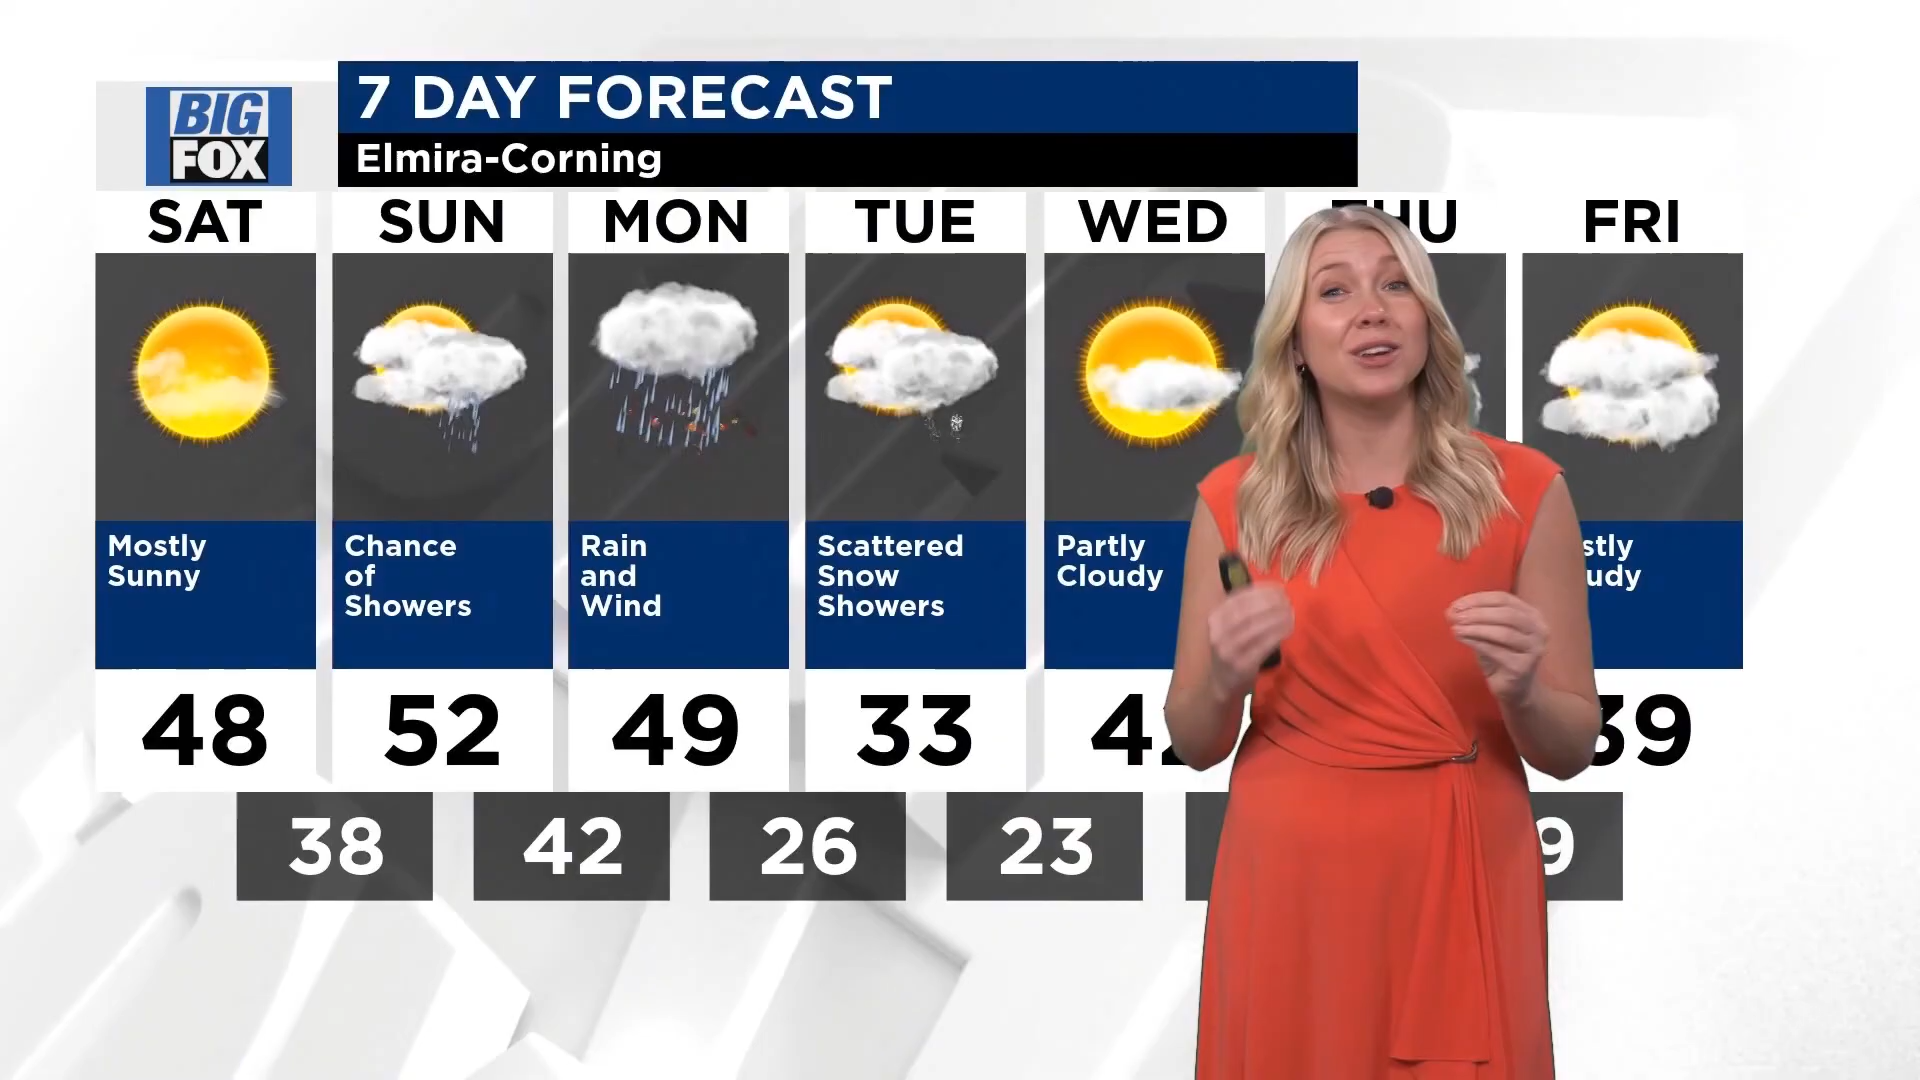 BIG
FOX
7 DAY FORECAST
Elmira-Corning
SAT
SUN
MON
TUE
WED
FRI
Mostly
Sunny
Chance
of
Showers
Rain
and
Wind
Scattered
Snow
Showers
Partly
Cloudy
48
52
49
33
39
38
42
26
23